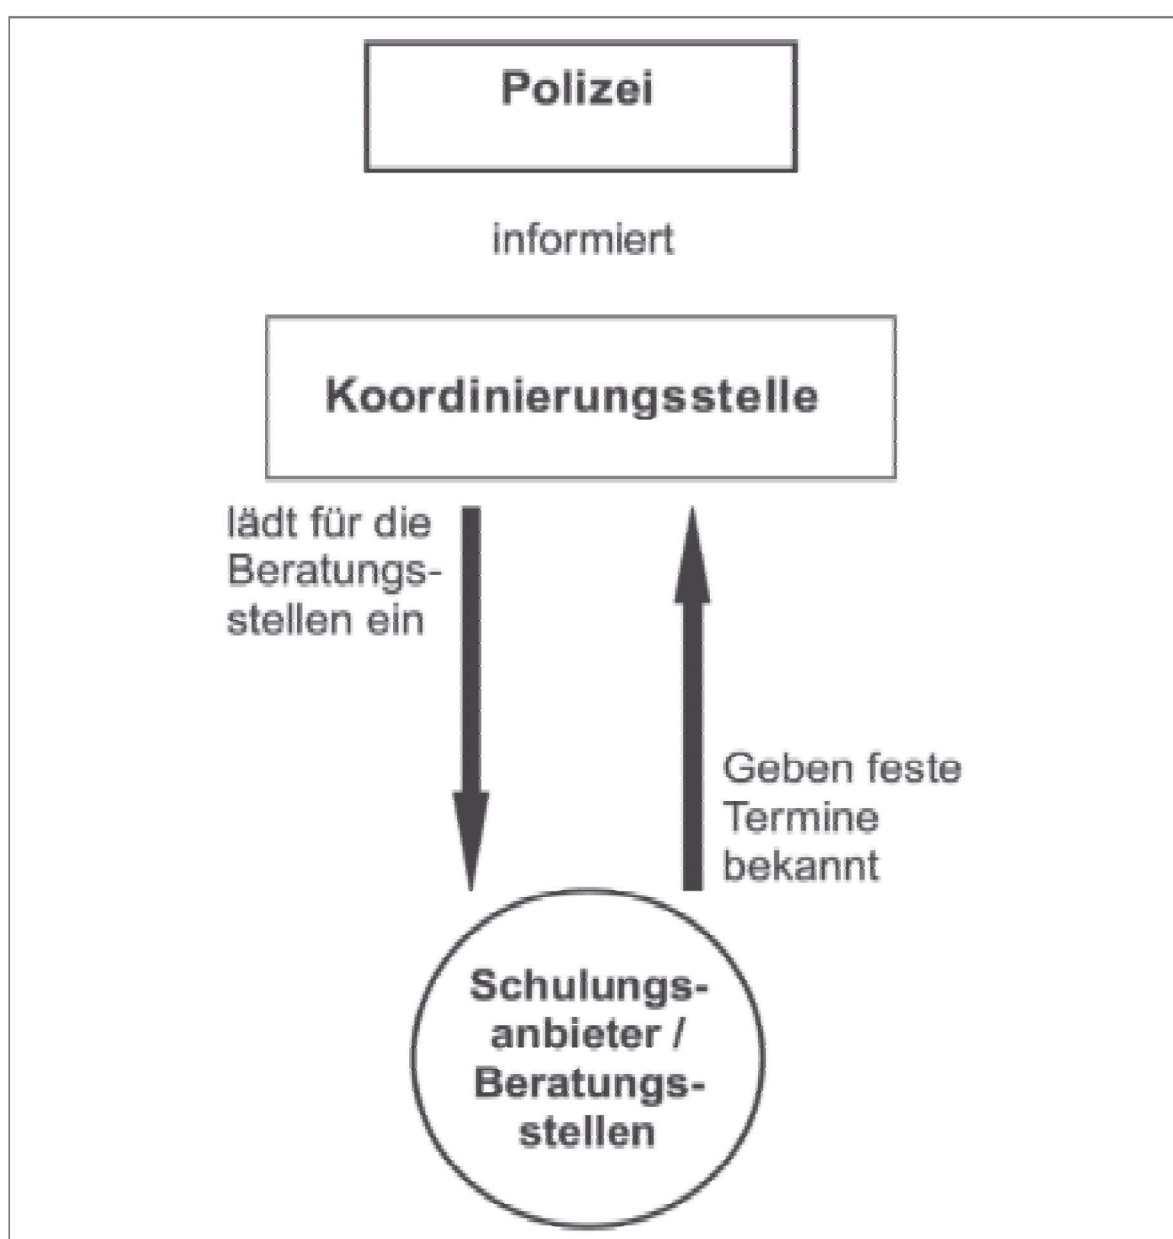 Polizei
informiert
Koordinierungsstelle
lädt für die
Beratungs-
stellen ein
Geben feste
Termine
bekannt
Schulungs-
anbieter /
Beratungs-
stellen